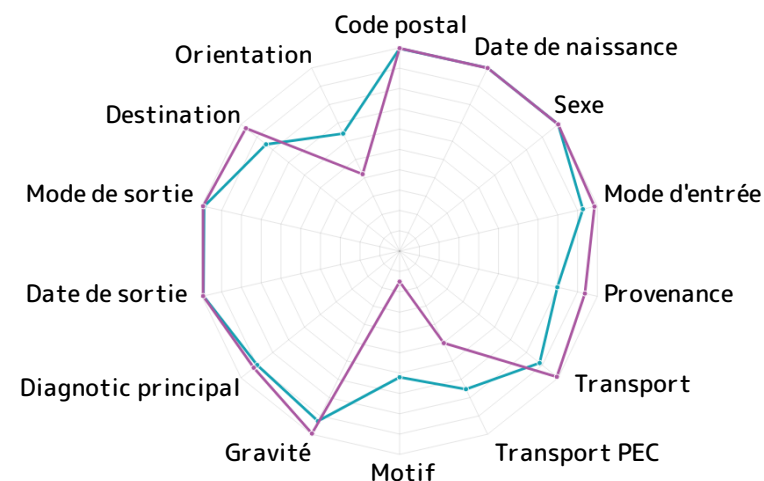 Code postal
Date de naissance
Orientation
Sexe
Destination
Mode de sortie
Mode d'entrée
Date de sortie
Provenance
Diagnotic principal
Transport
Gravité
Transport PEC
Motif